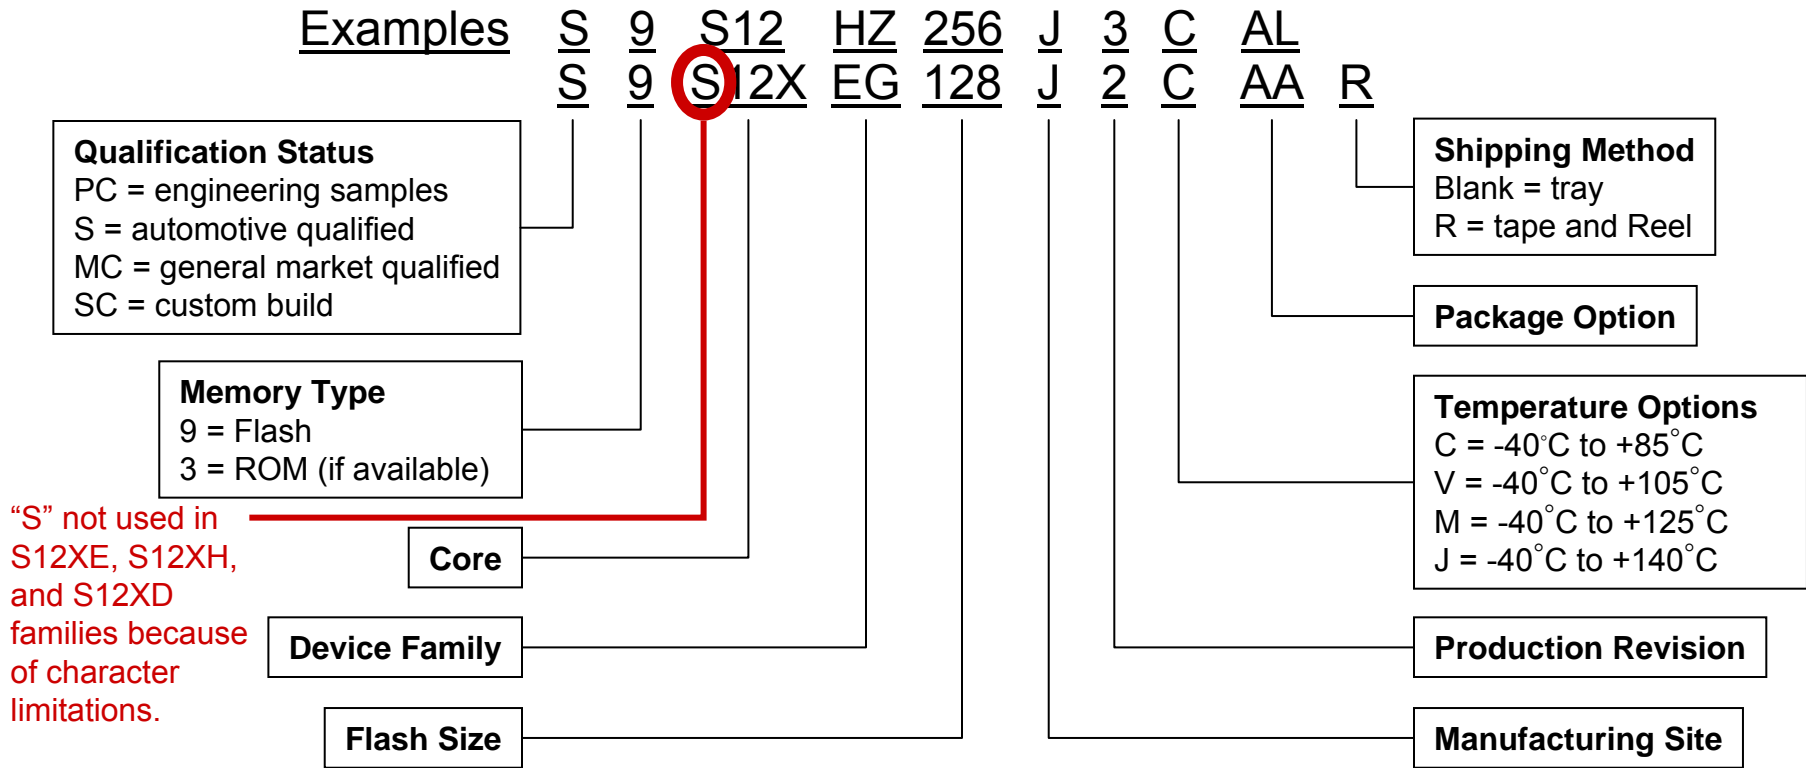 Examples S 9 S12 HZ 256 J 3 C AL
S 9 S12X EG 128 J 2 C AA R
Qualification Status
PC = engineering samples
S = automotive qualified
MC = general market qualified
SC = custom build
Memory Type
9 = Flash
3 = ROM (if available)
“S” not used in
S12XE, S12XH,
and S12XD
families because
of character
limitations.
Core
Device Family
Flash Size
Shipping Method
Blank = tray
R = tape and Reel
Package Option
Temperature Options
C = -40°C to +85°C
V = -40°C to +105°C
M = -40°C to +125°C
J = -40°C to +140°C
Production Revision
Manufacturing Site